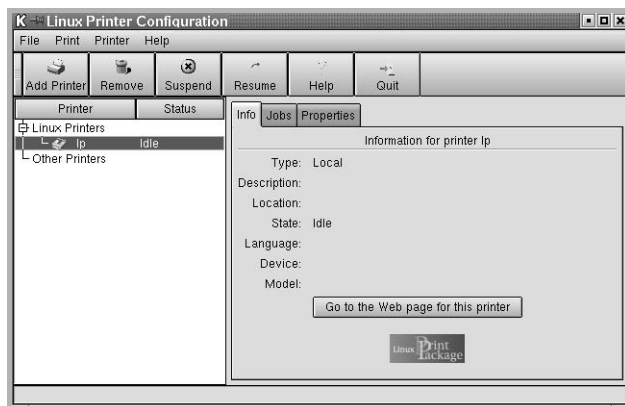 K Linux Printer Configuration
File Print Printer Help
Add Printer Remove Suspend Resume Help Quit
Printer Status
Linux Printers
lp Idle
Other Printers
Info Jobs Properties
Information for printer lp
Type: Local
Description:
Location:
State: Idle
Language:
Device:
Model:
Go to the Web page for this printer
Linux Print Package